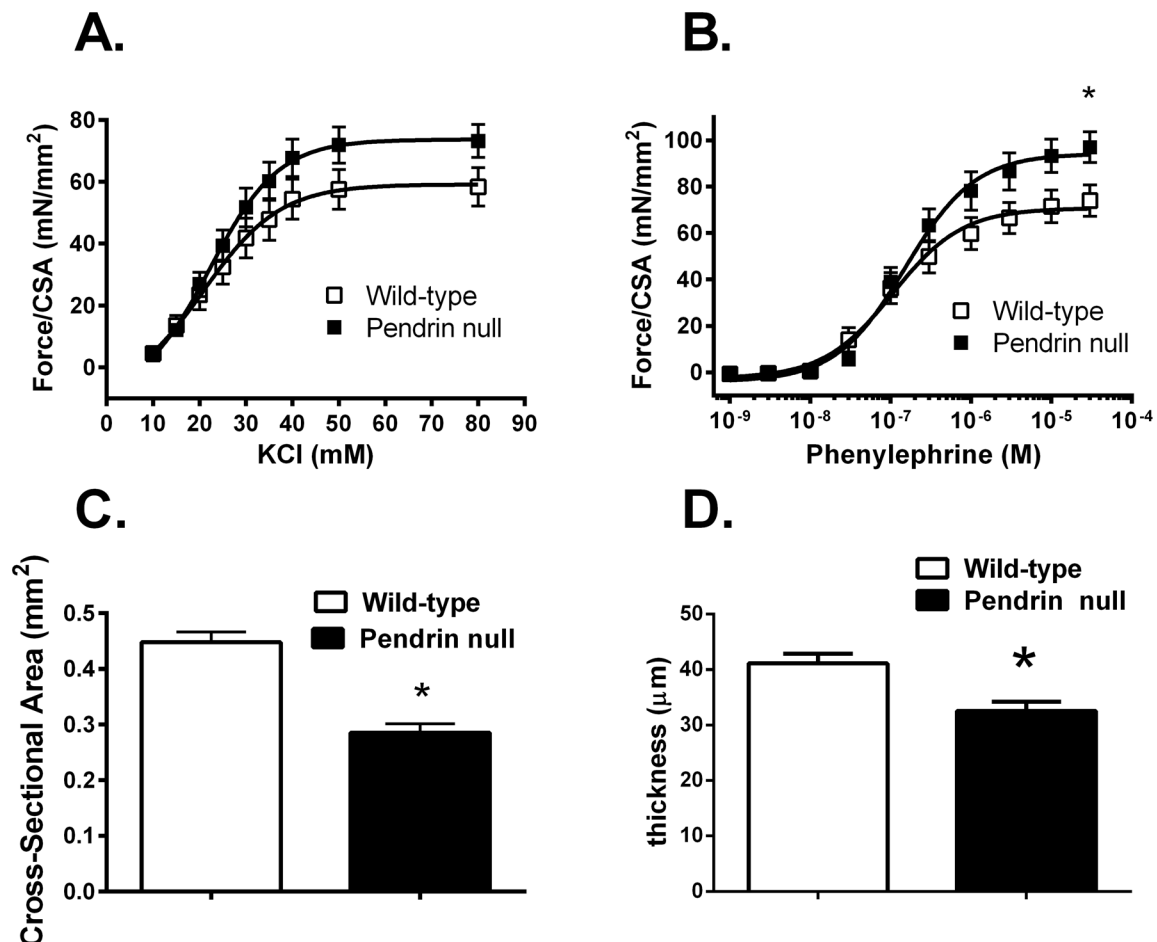 A.
Force/CSA (mN/mm²)
80
60
40
20
0
Wild-type
Pendrin null
0 10 20 30 40 50 60 70 80 90
KCl (mM)
B.
*
Force/CSA (mN/mm²)
100
80
60
40
20
0
Wild-type
Pendrin null
10⁻⁹ 10⁻⁸ 10⁻⁷ 10⁻⁶ 10⁻⁵ 10⁻⁴
Phenylephrine (M)
C.
Cross-Sectional Area (mm²)
Wild-type
Pendrin null
0.5
0.4
0.3
0.2
0.1
0.0
*
D.
Wild-type
Pendrin null
thickness (μm)
50
40
30
20
10
0
*